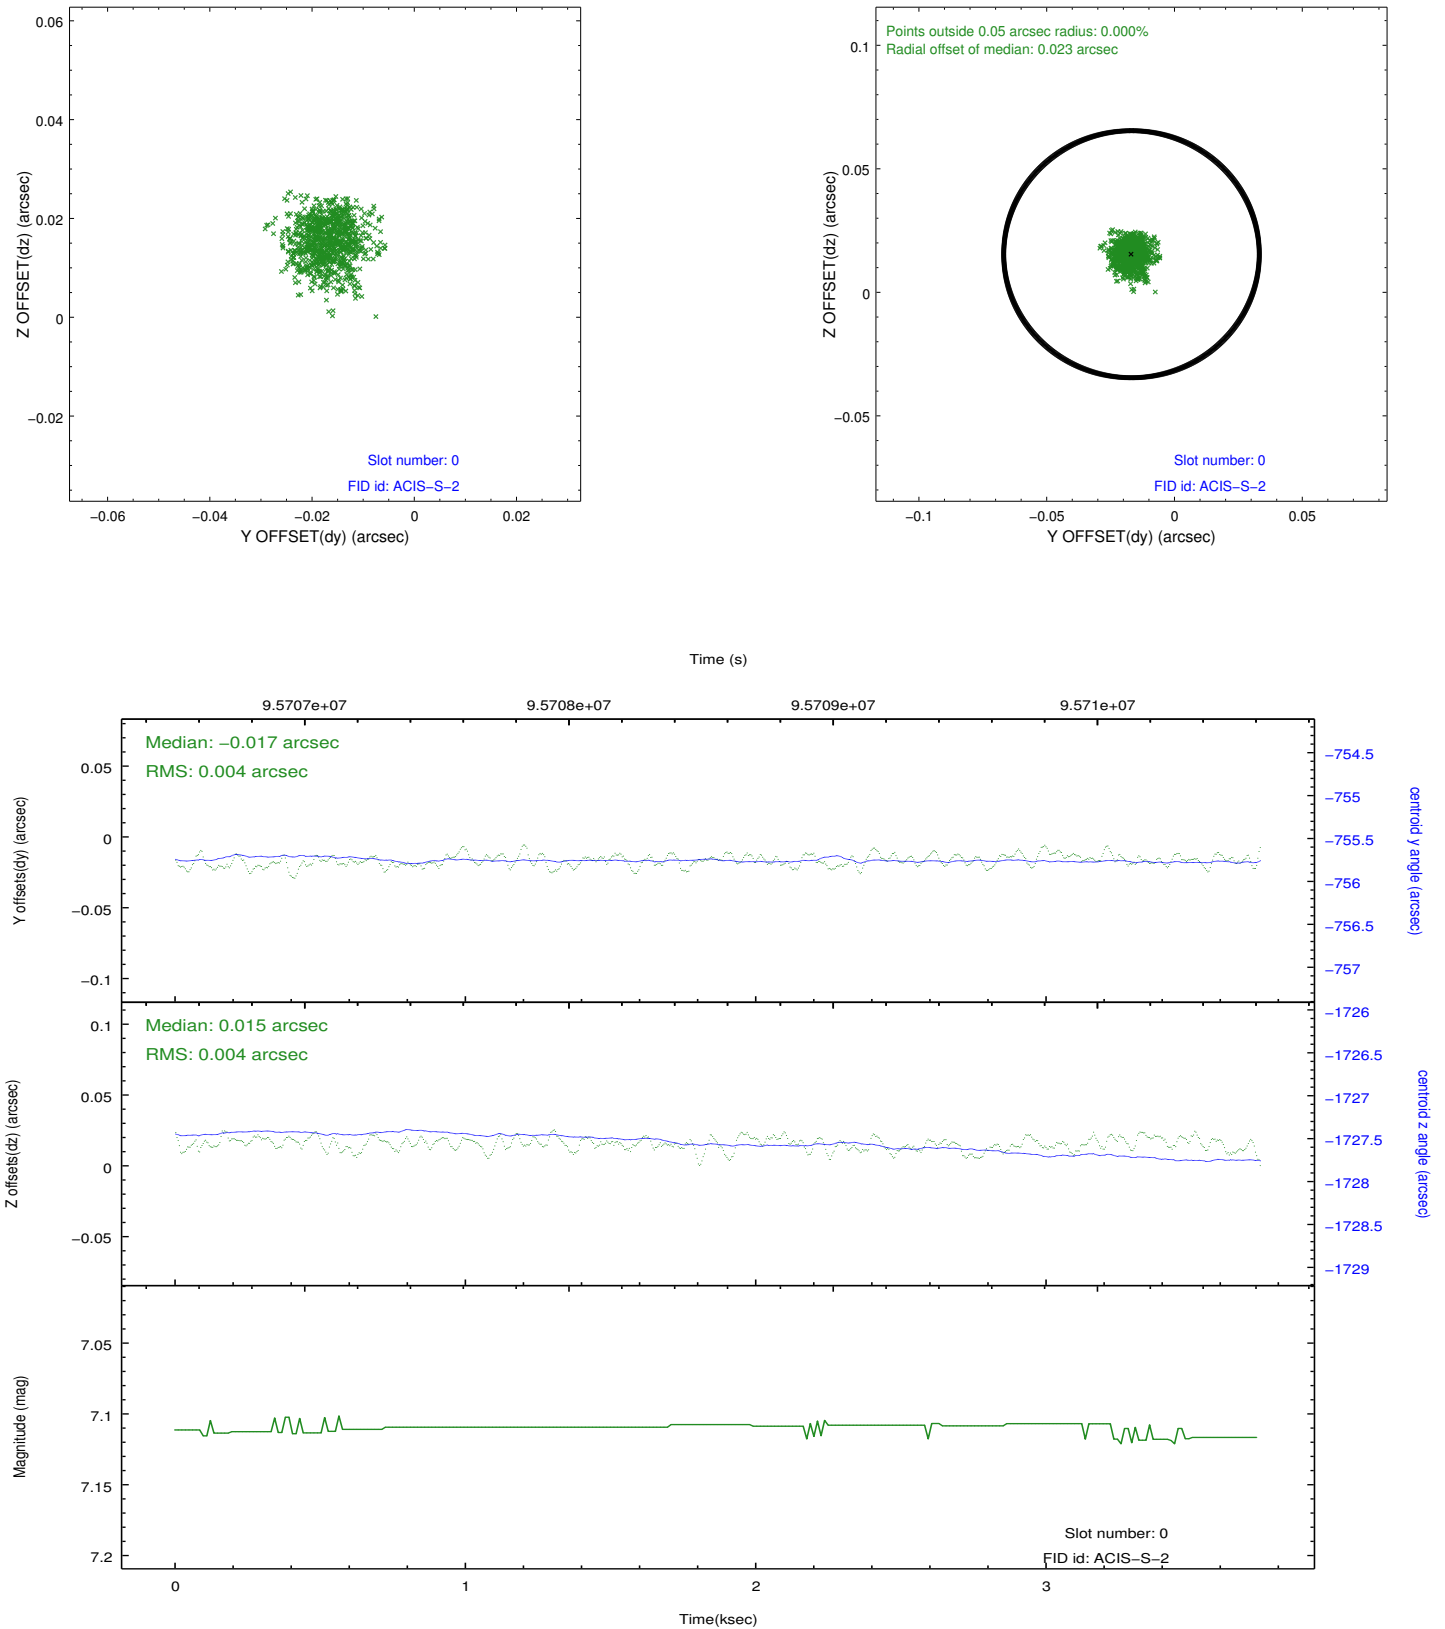 0.06
0.04
0.02
0
−0.02
Z OFFSET(dz) (arcsec)
Slot number: 0
FID id: ACIS−S−2
−0.06
−0.04
−0.02
0
0.02
Y OFFSET(dy) (arcsec)
Points outside 0.05 arcsec radius: 0.000%
Radial offset of median: 0.023 arcsec
0.1
0.05
0
−0.05
Z OFFSET(dz) (arcsec)
Slot number: 0
FID id: ACIS−S−2
−0.1
−0.05
0
0.05
Y OFFSET(dy) (arcsec)
Time (s)
9.5707e+07
9.5708e+07
9.5709e+07
9.571e+07
Median: −0.017 arcsec
RMS: 0.004 arcsec
0.05
0
−0.05
−0.1
Y offsets(dy) (arcsec)
−754.5
−755
−755.5
−756
−756.5
−757
centroid y angle (arcsec)
Median: 0.015 arcsec
RMS: 0.004 arcsec
0.1
0.05
0
−0.05
Z offsets(dz) (arcsec)
−1726
−1726.5
−1727
−1727.5
−1728
−1728.5
−1729
centroid z angle (arcsec)
7.05
7.1
7.15
7.2
Magnitude (mag)
Slot number: 0
FID id: ACIS−S−2
0
1
2
3
Time(ksec)